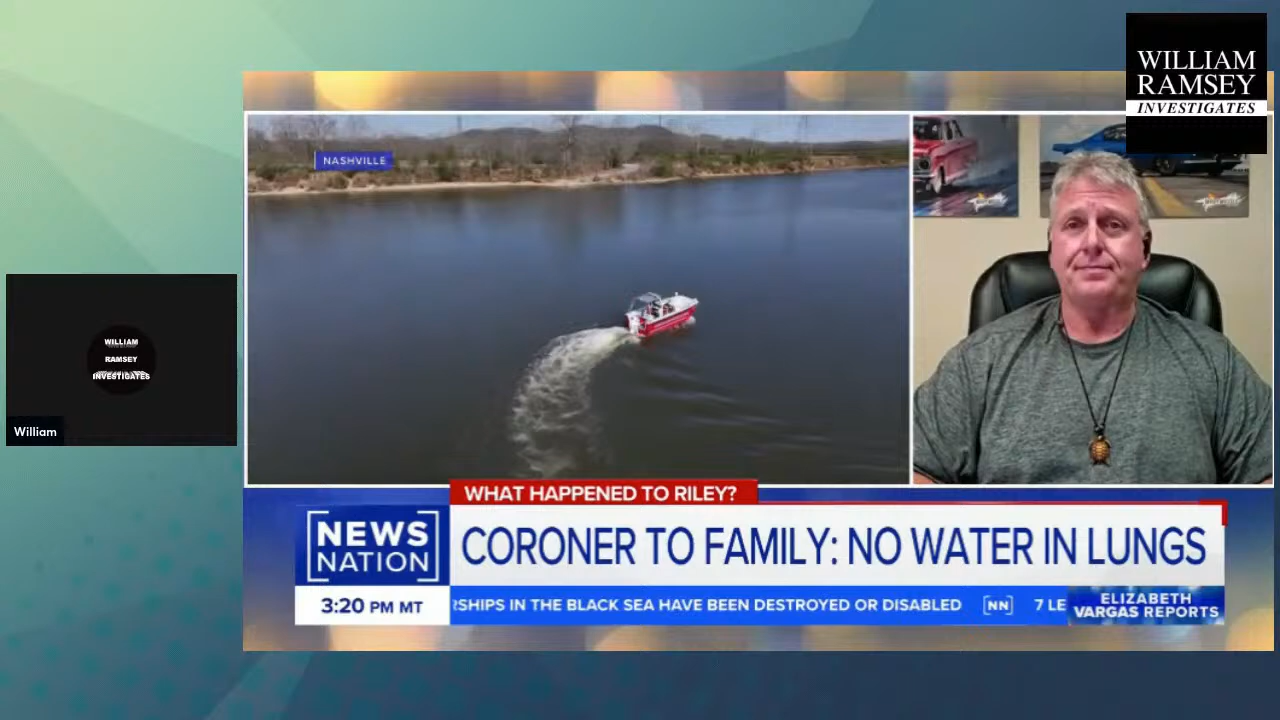 WILLIAM
RAMSEY
INVESTIGATES
NASHVILLE
WILLIAM
RAMSEY
INVESTIGATES
William
WHAT HAPPENED TO RILEY?
NEWS
NATION
CORONER TO FAMILY: NO WATER IN LUNGS
3:20 PM MT
RSHIPS IN THE BLACK SEA HAVE BEEN DESTROYED OR DISABLED NN 7 LE
ELIZABETH
VARGAS REPORTS